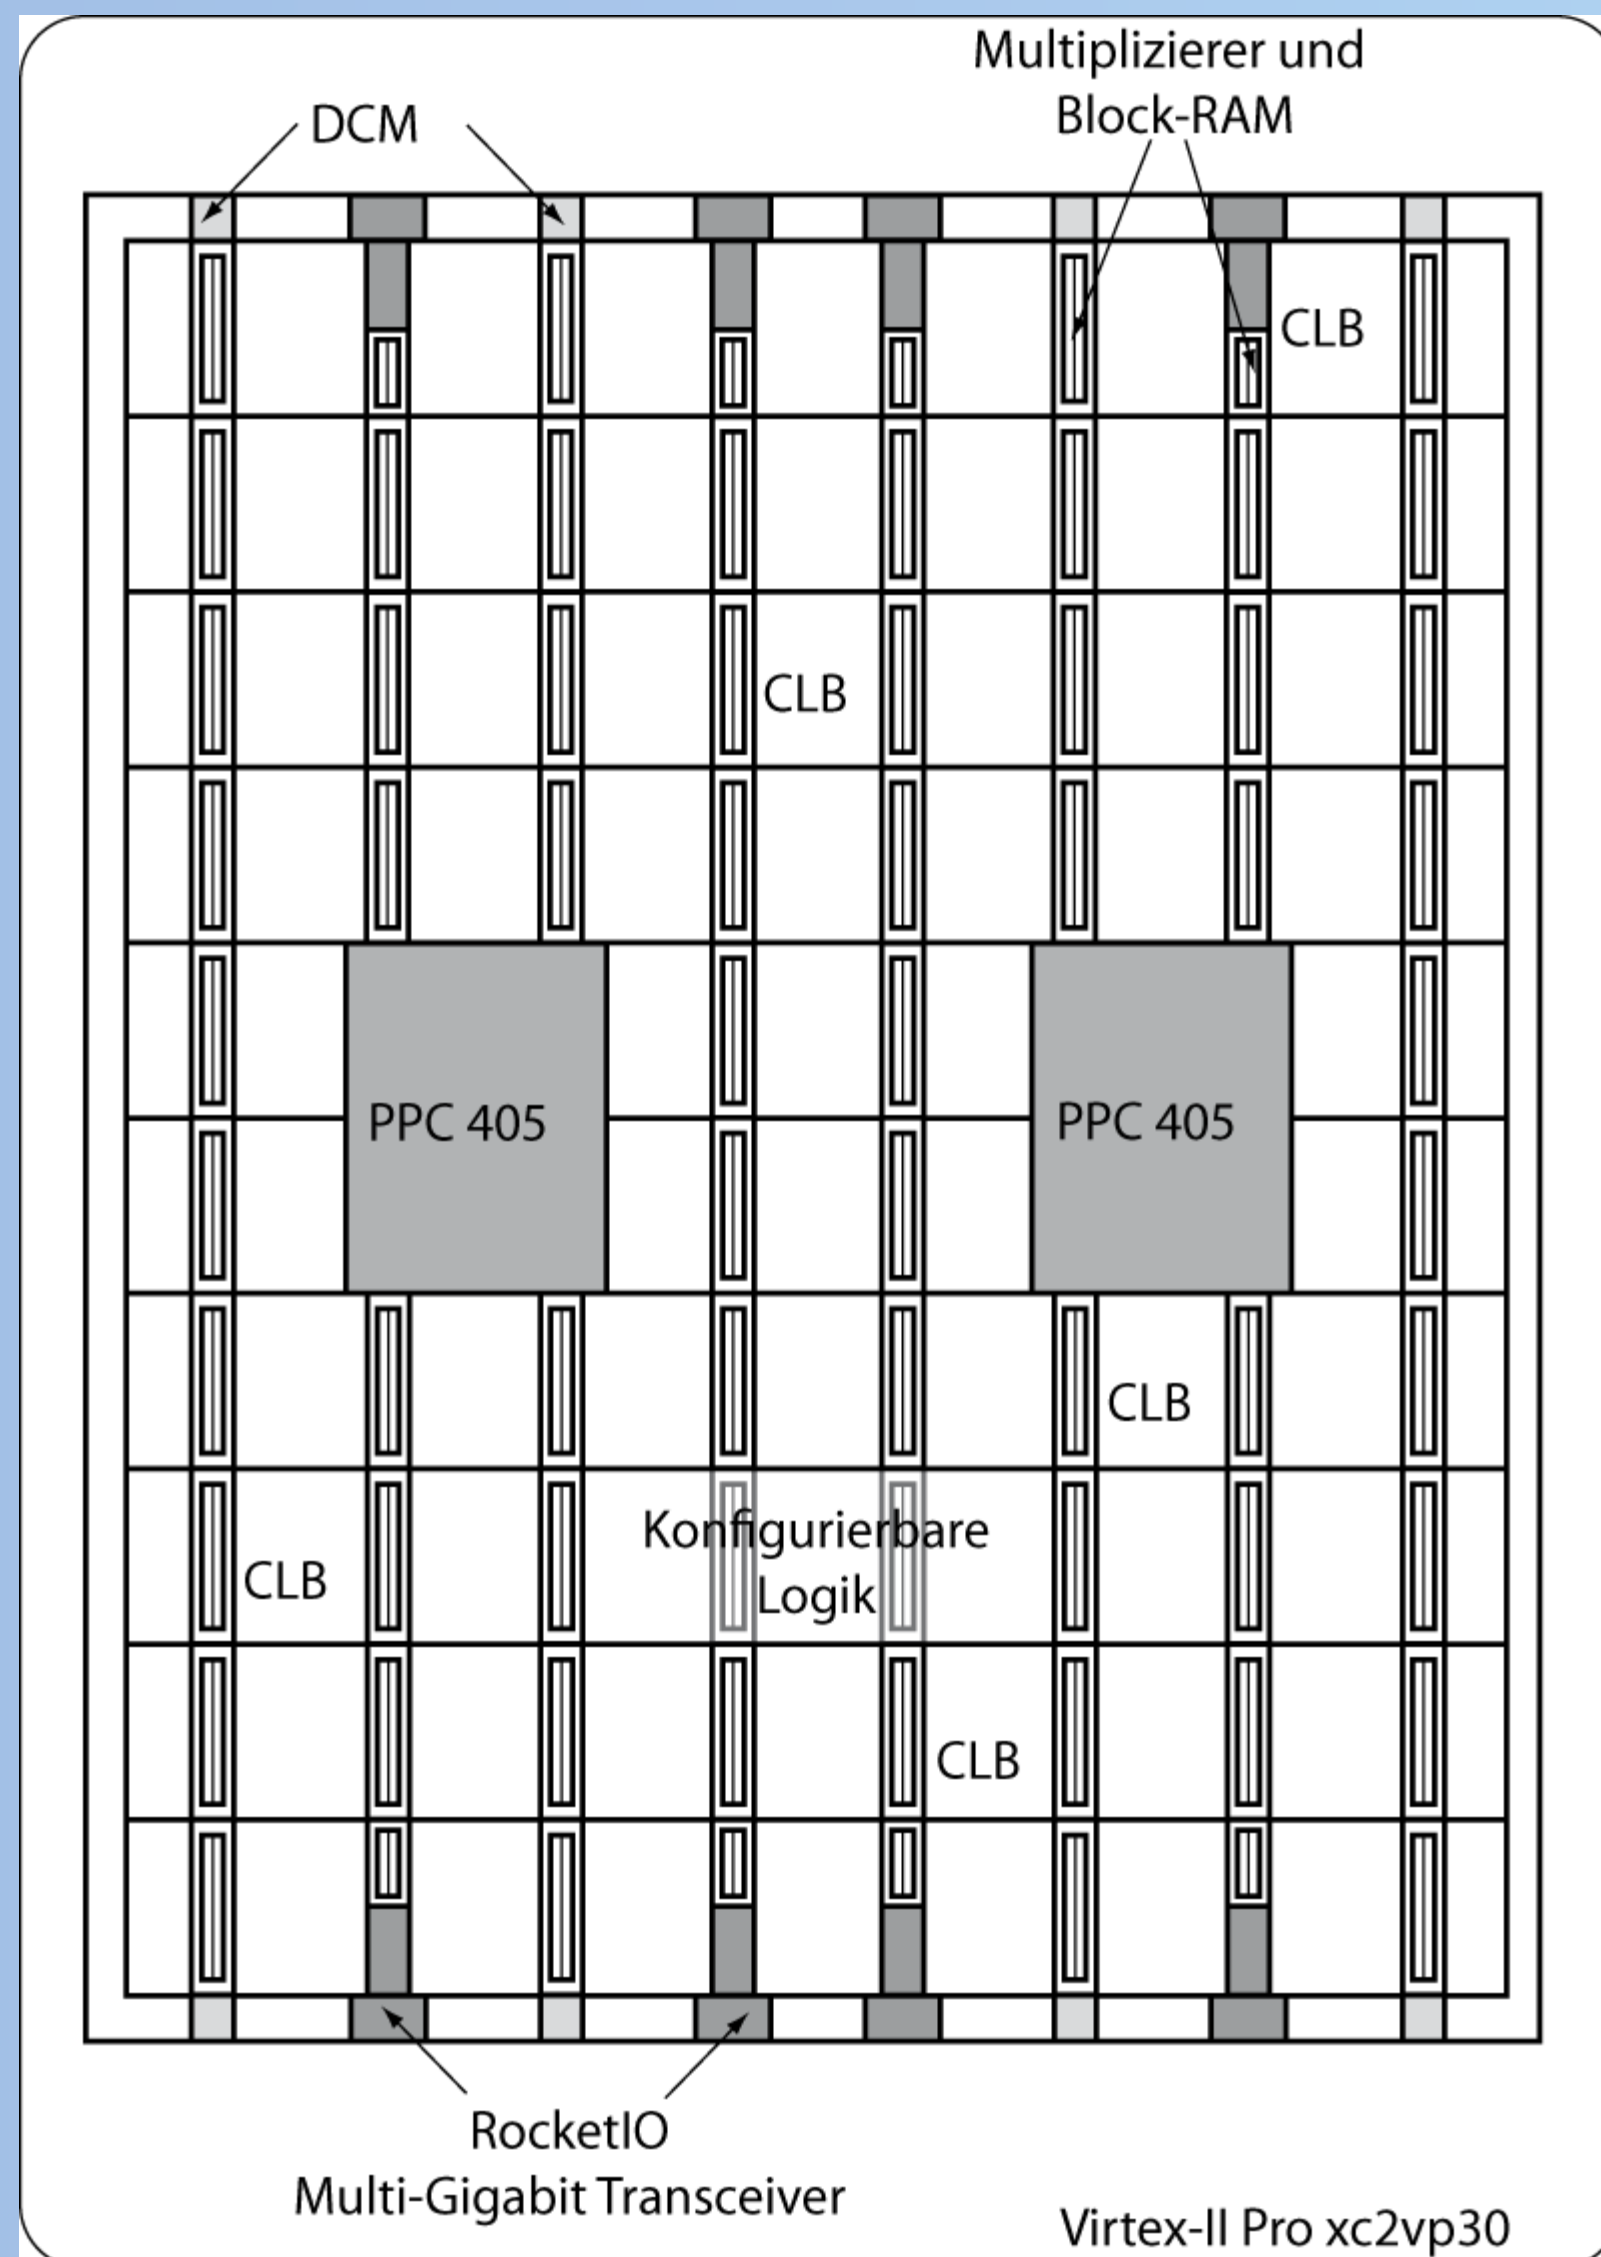 Multiplizierer und
Block-RAM
DCM
CLB
CLB
PPC 405
PPC 405
CLB
Konfigurierbare
Logik
CLB
CLB
RocketIO
Multi-Gigabit Transceiver
Virtex-II Pro xc2vp30